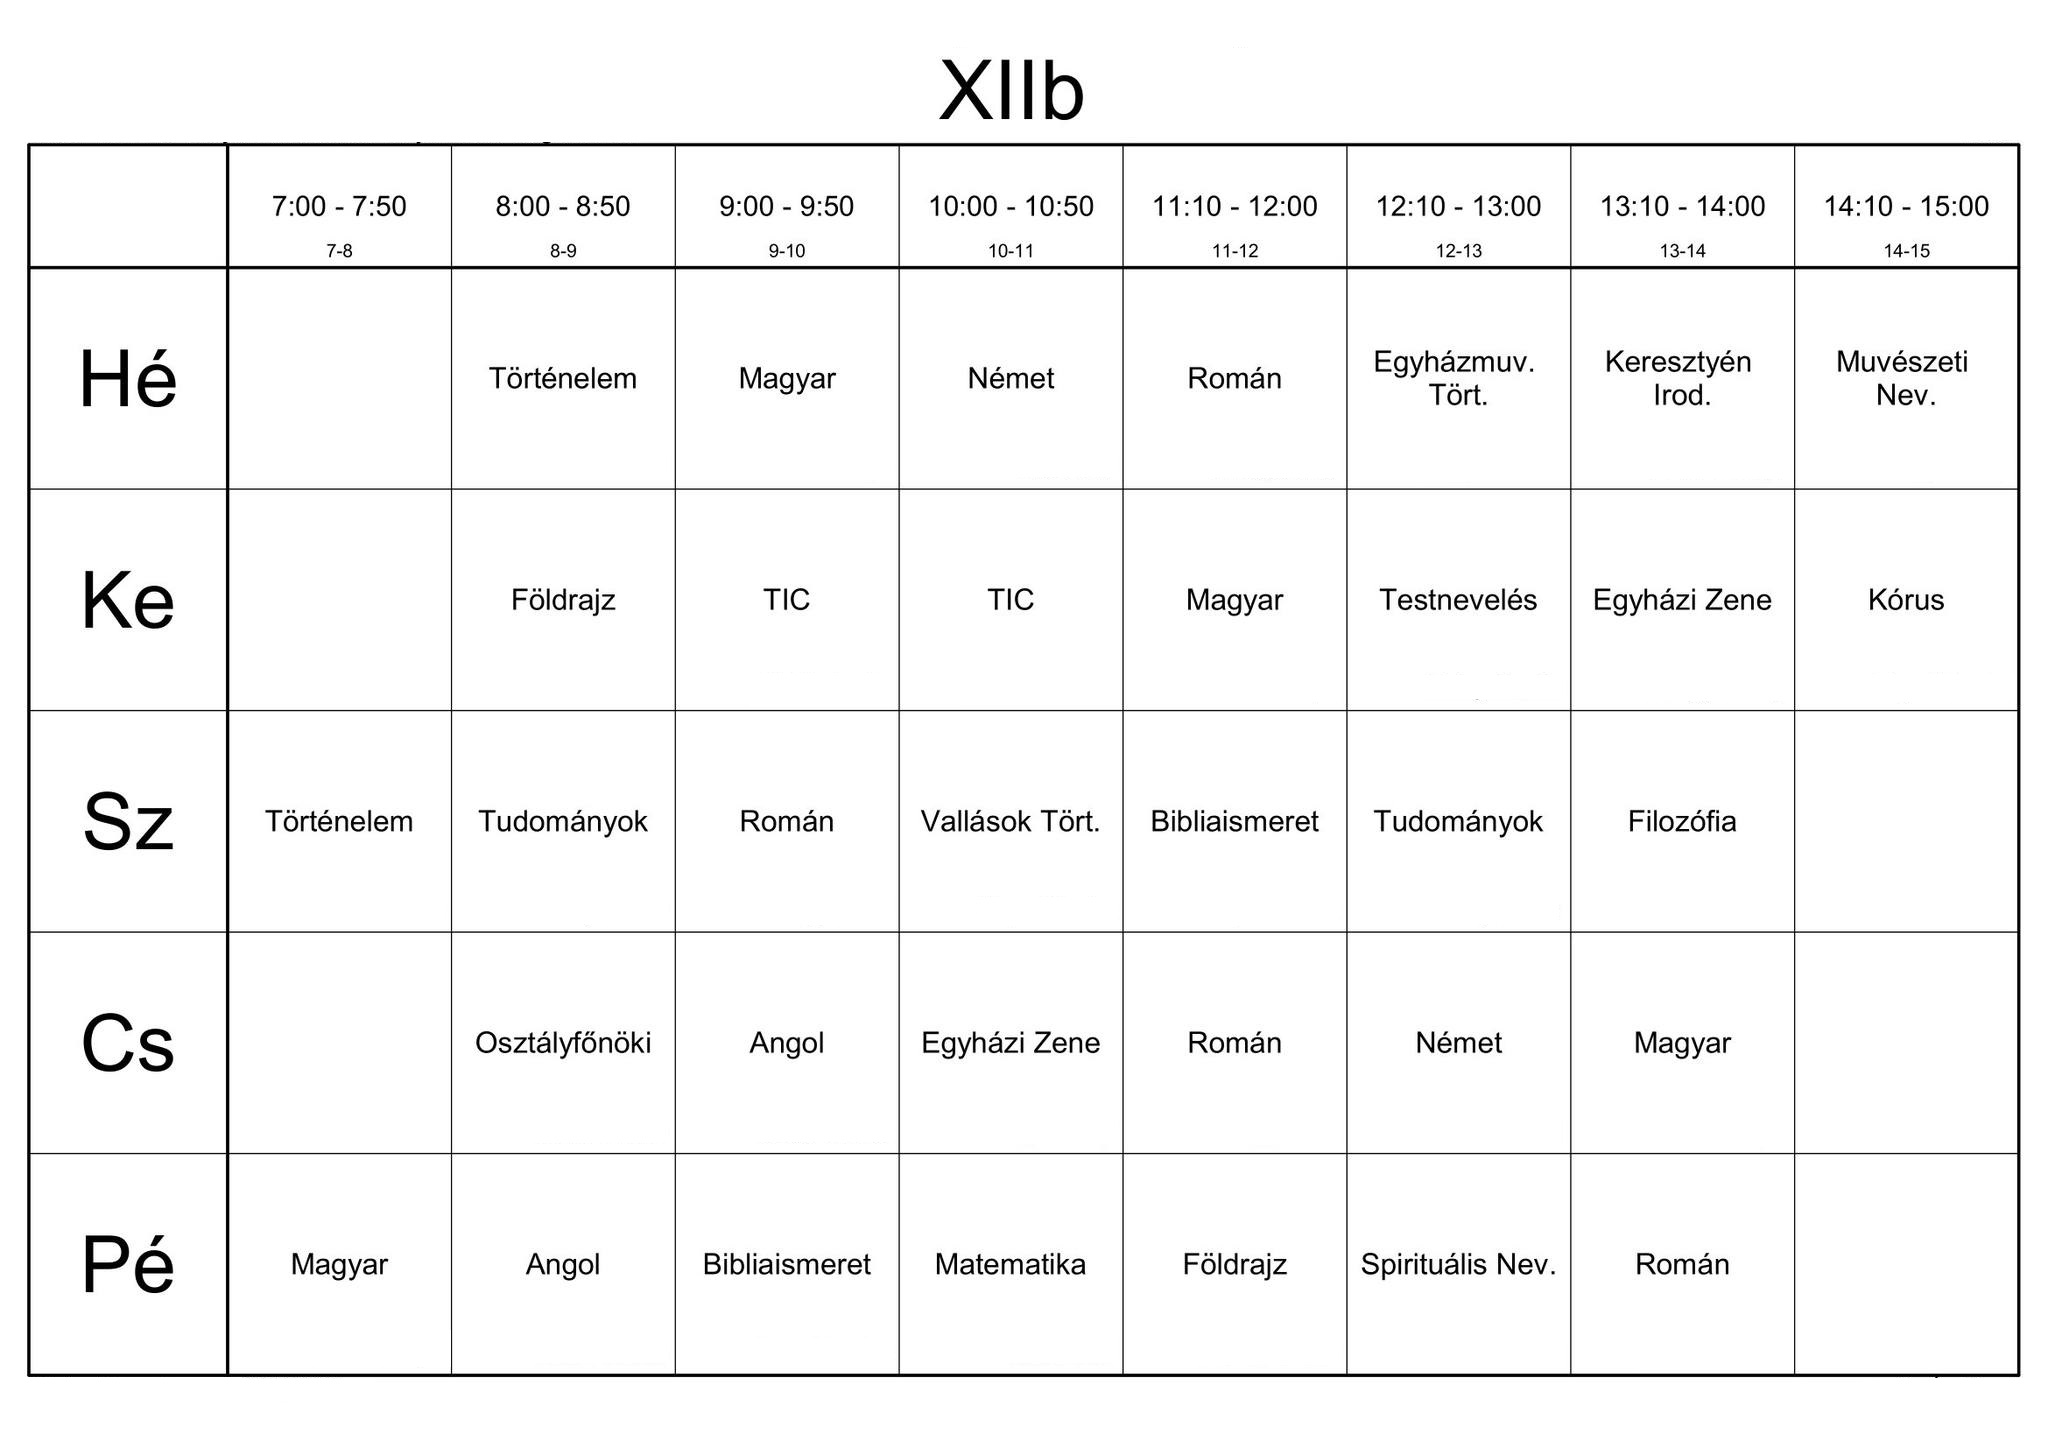 XIIb
7:00 - 7:50 8:00 - 8:50 9:00 - 9:50 10:00 - 10:50 11:10 - 12:00 12:10 - 13:00 13:10 - 14:00 14:10 - 15:00
7-8 8-9 9-10 10-11 11-12 12-13 13-14 14-15
Hé Történelem Magyar Német Román Egyházmuv. Tört. Keresztyén Irod. Muvészeti Nev.
Ke Földrajz TIC TIC Magyar Testnevelés Egyházi Zene Kórus
Sz Történelem Tudományok Román Vallások Tört. Bibliaismeret Tudományok Filozófia
Cs Osztályfőnöki Angol Egyházi Zene Román Német Magyar
Pé Magyar Angol Bibliaismeret Matematika Földrajz Spirituális Nev. Román